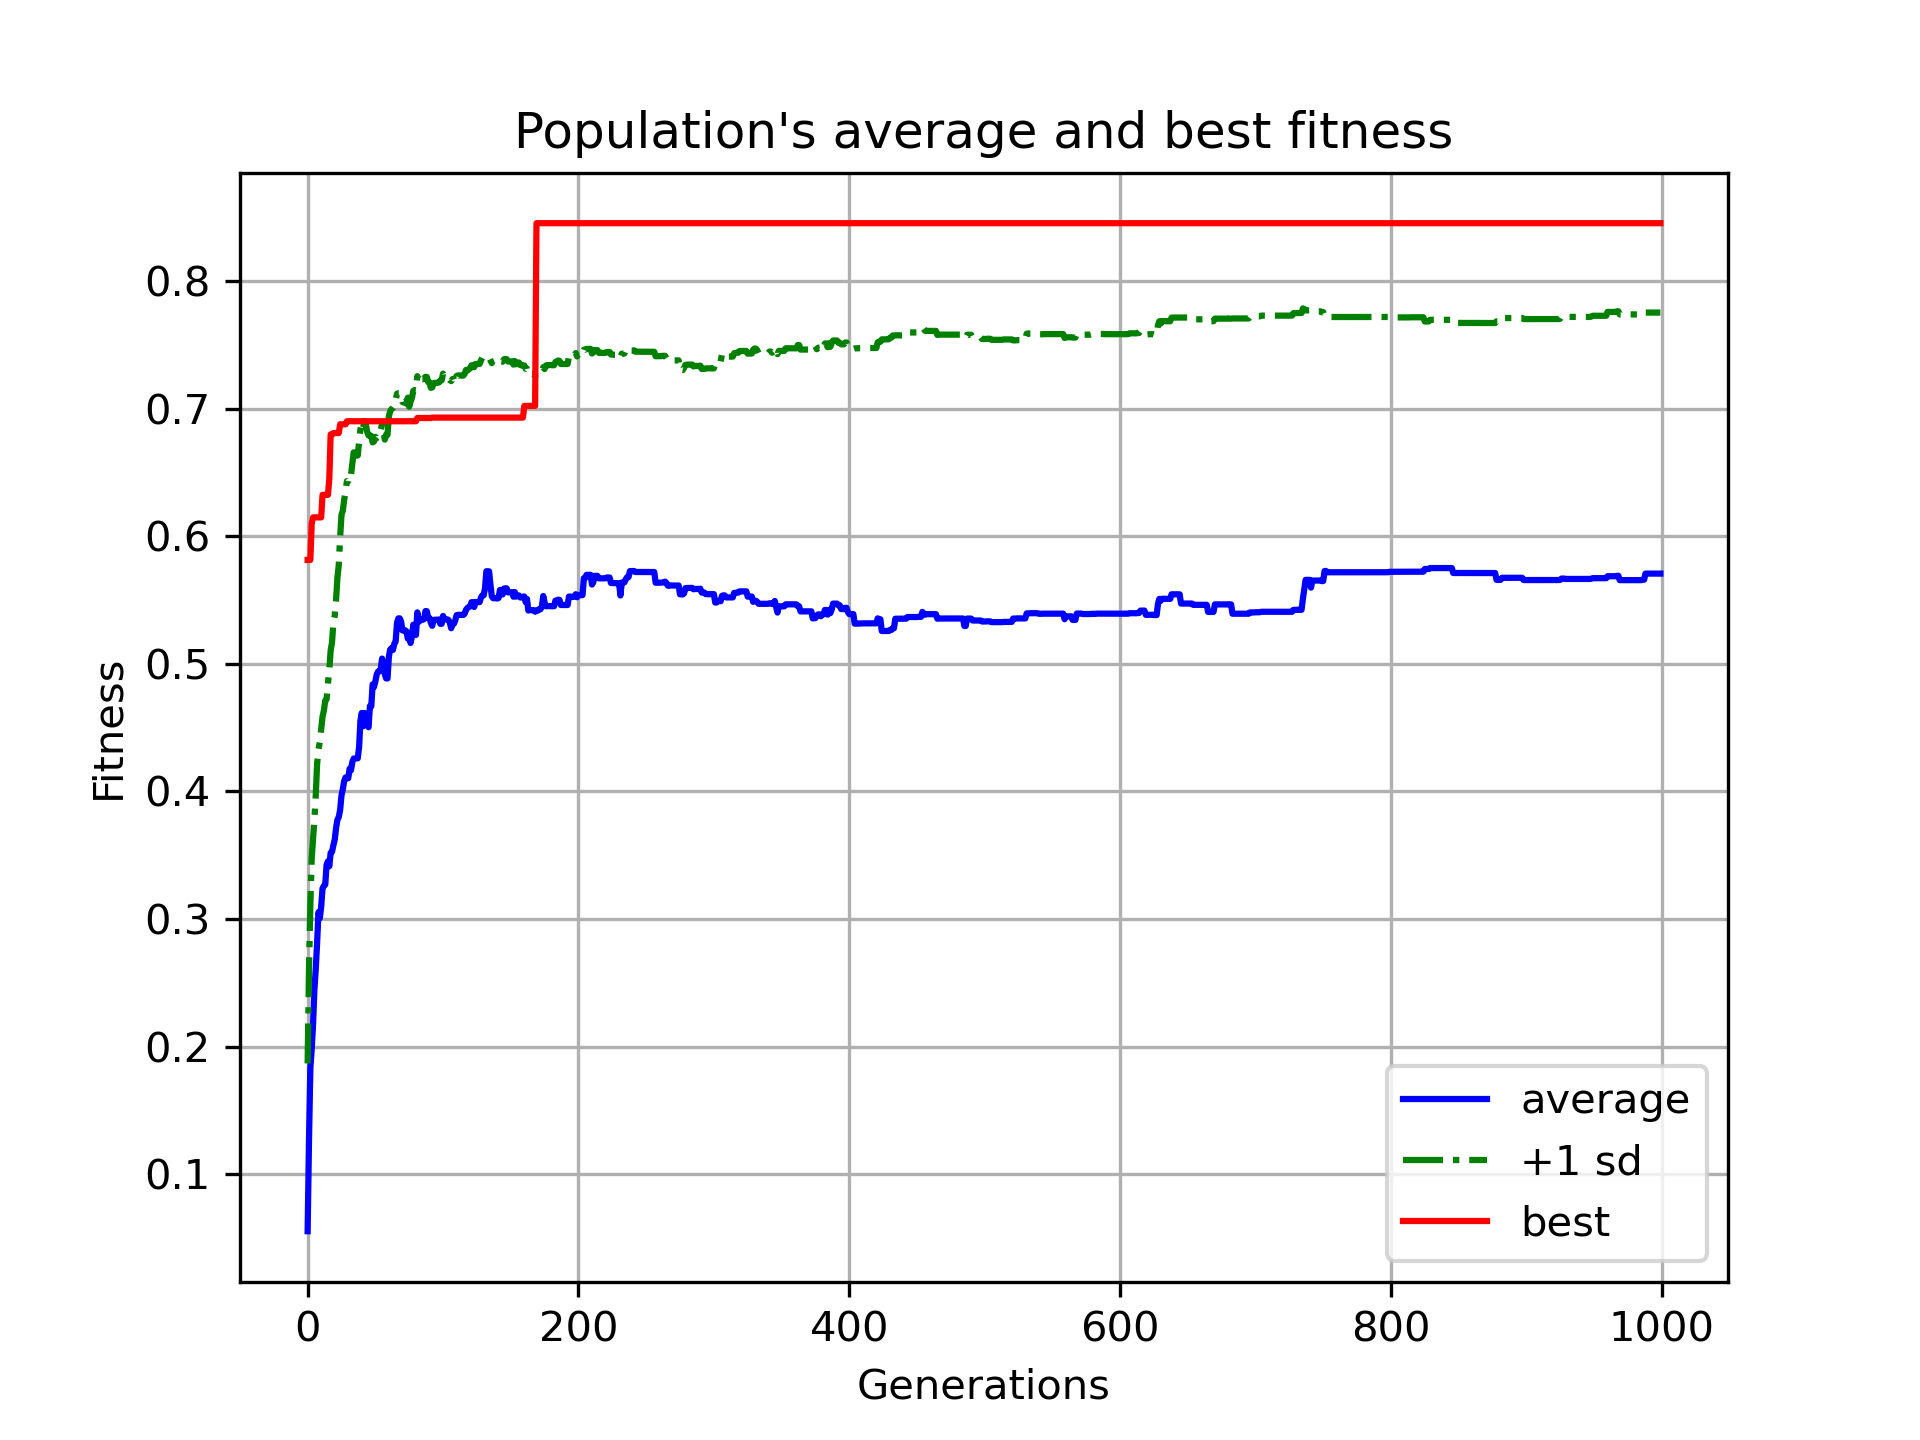 Population's average and best fitness
Fitness
0.8
0.7
0.6
0.5
0.4
0.3
0.2
0.1
0 200 400 600 800 1000
Generations
average
+1 sd
best